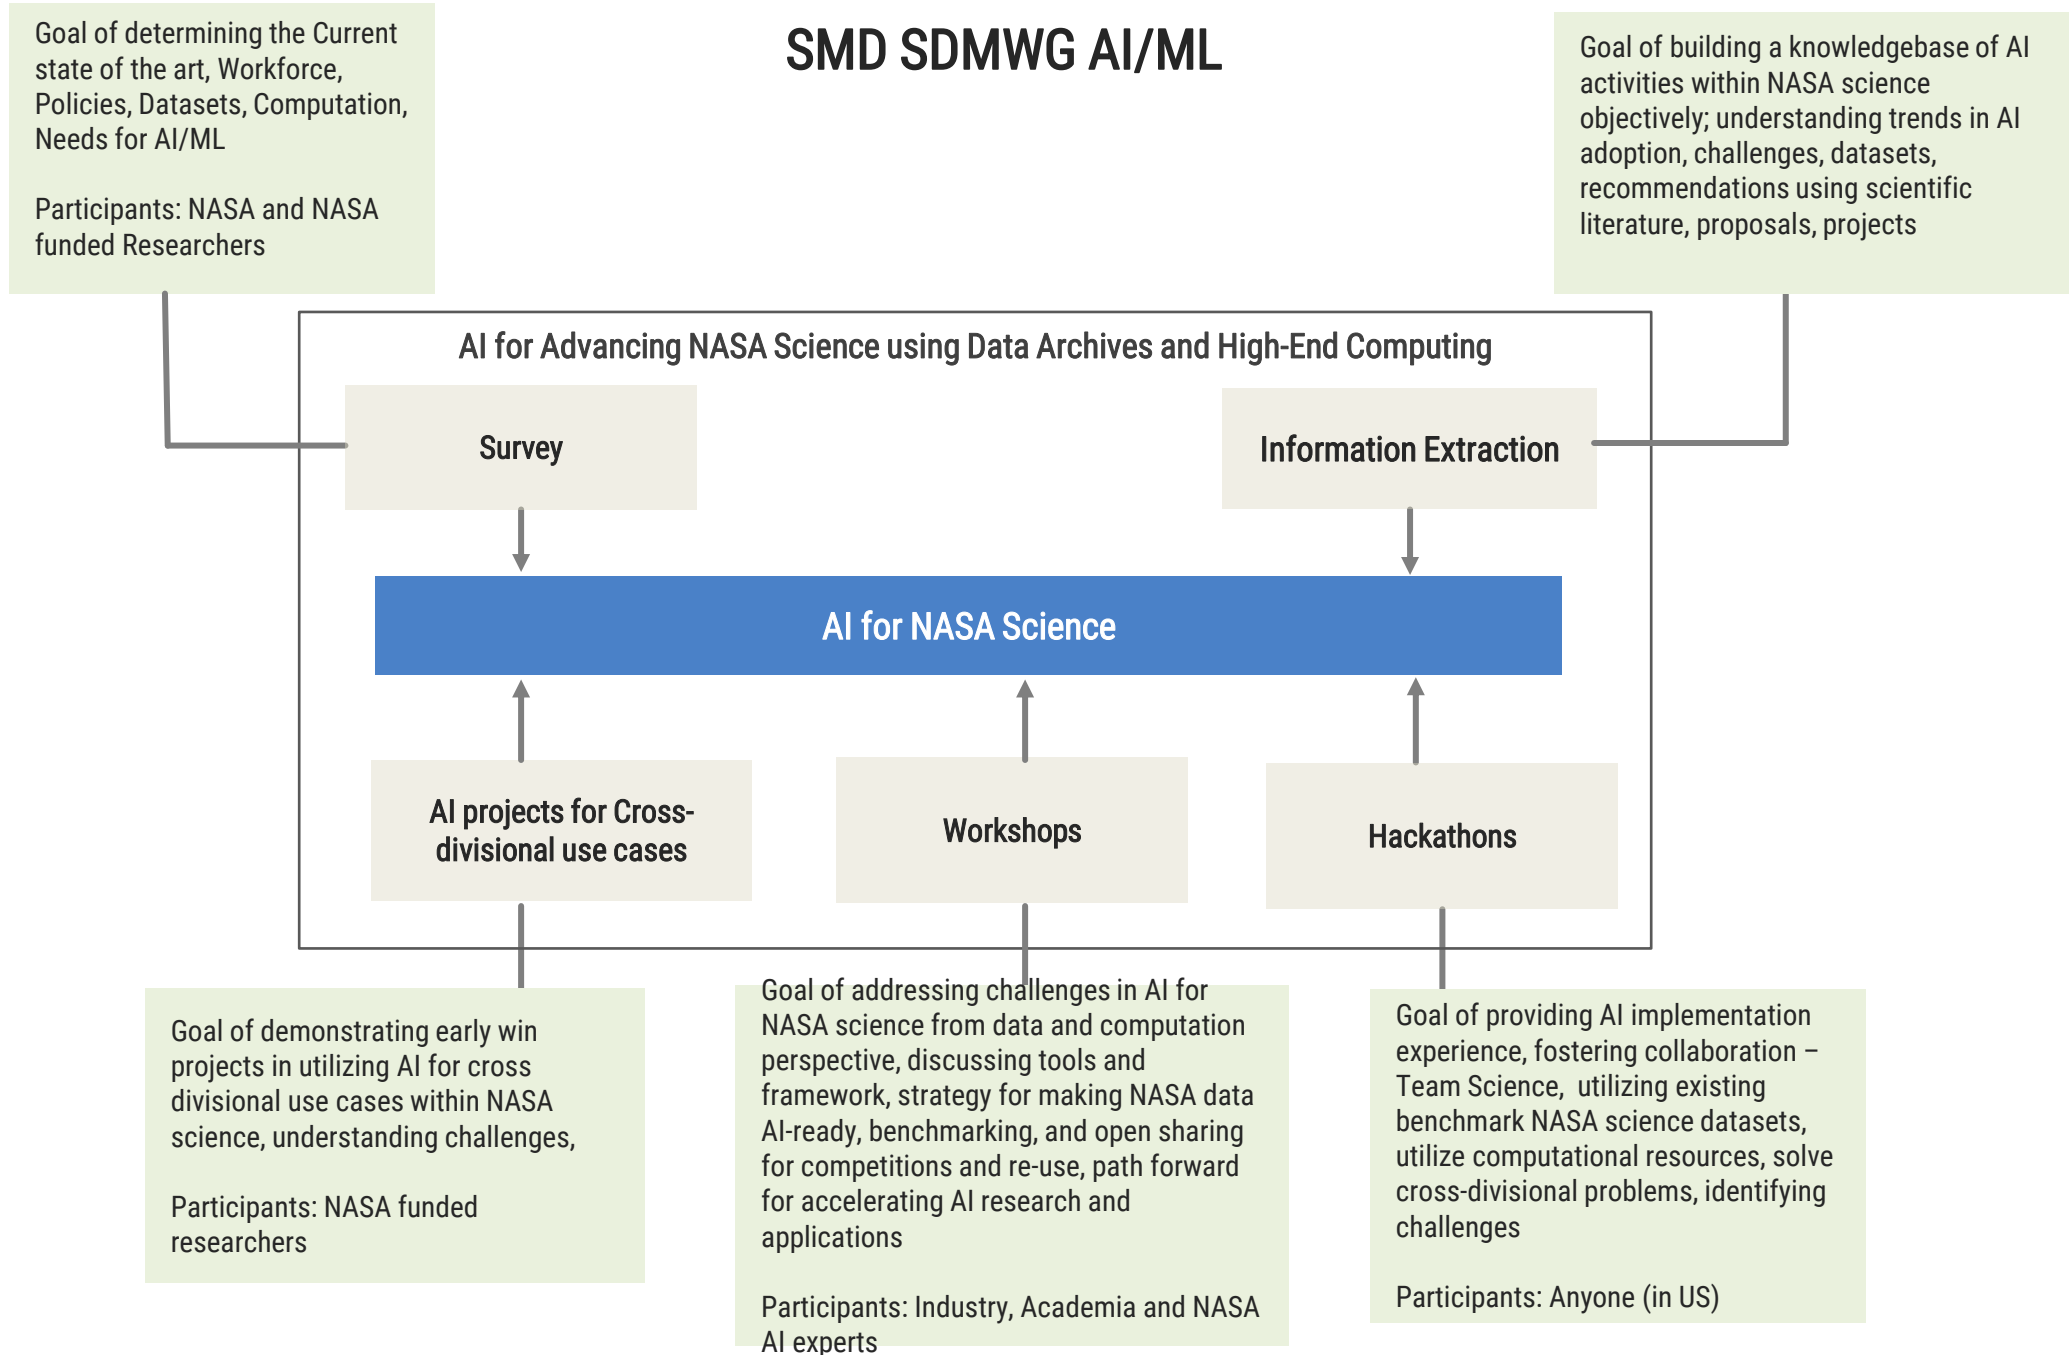 SMD SDMWG AI/ML
Goal of determining the Current
state of the art, Workforce,
Policies, Datasets, Computation,
Needs for AI/ML
Participants: NASA and NASA
funded Researchers
Goal of building a knowledgebase of AI
activities within NASA science
objectively; understanding trends in AI
adoption, challenges, datasets,
recommendations using scientific
literature, proposals, projects
AI for Advancing NASA Science using Data Archives and High-End Computing
Survey
Information Extraction
AI for NASA Science
AI projects for Cross-
divisional use cases
Workshops
Hackathons
Goal of demonstrating early win
projects in utilizing AI for cross
divisional use cases within NASA
science, understanding challenges,
Participants: NASA funded
researchers
Goal of addressing challenges in AI for
NASA science from data and computation
perspective, discussing tools and
framework, strategy for making NASA data
AI-ready, benchmarking, and open sharing
for competitions and re-use, path forward
for accelerating AI research and
applications
Participants: Industry, Academia and NASA
AI experts
Goal of providing AI implementation
experience, fostering collaboration –
Team Science,  utilizing existing
benchmark NASA science datasets,
utilize computational resources, solve
cross-divisional problems, identifying
challenges
Participants: Anyone (in US)